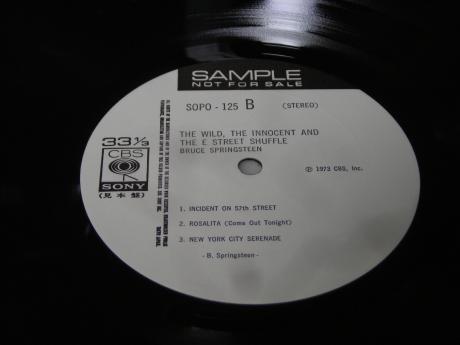 SAMPLE
NOT FOR SALE
SOPO - 125 B (STEREO)
THE WILD, THE INNOCENT AND
THE E STREET SHUFFLE
BRUCE SPRINGSTEEN
33 1/3
CBS
SONY
(見本盤)
Ⓟ 1973 CBS, Inc.
1. INCIDENT ON 57th STREET
2. ROSALITA (Come Out Tonight)
3. NEW YORK CITY SERENADE
- B. Springsteen -